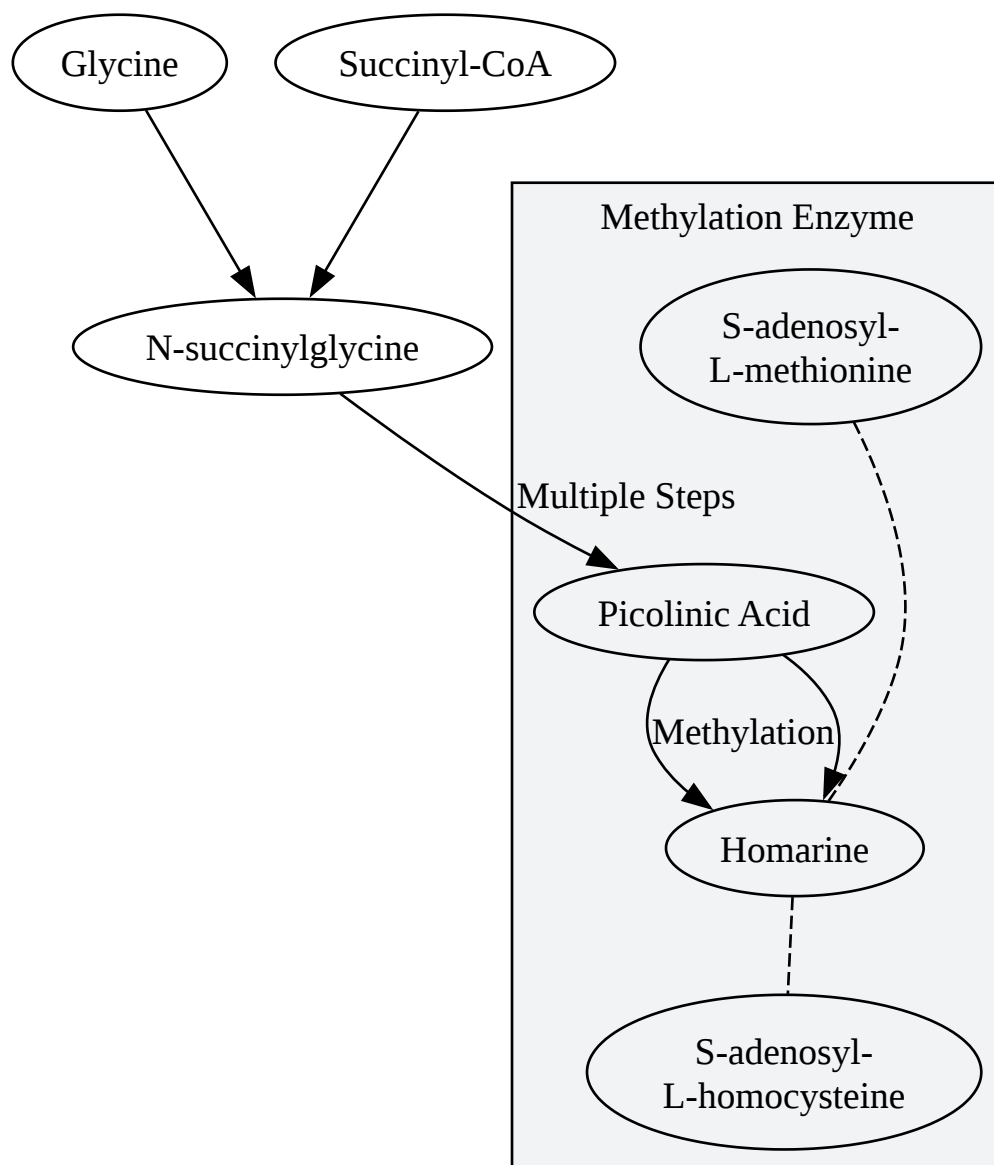 Glycine
Succinyl-CoA
Methylation Enzyme
N-succinylglycine
S-adenosyl-
L-methionine
Multiple Steps
Picolinic Acid
Methylation
Homarine
S-adenosyl-
L-homocysteine